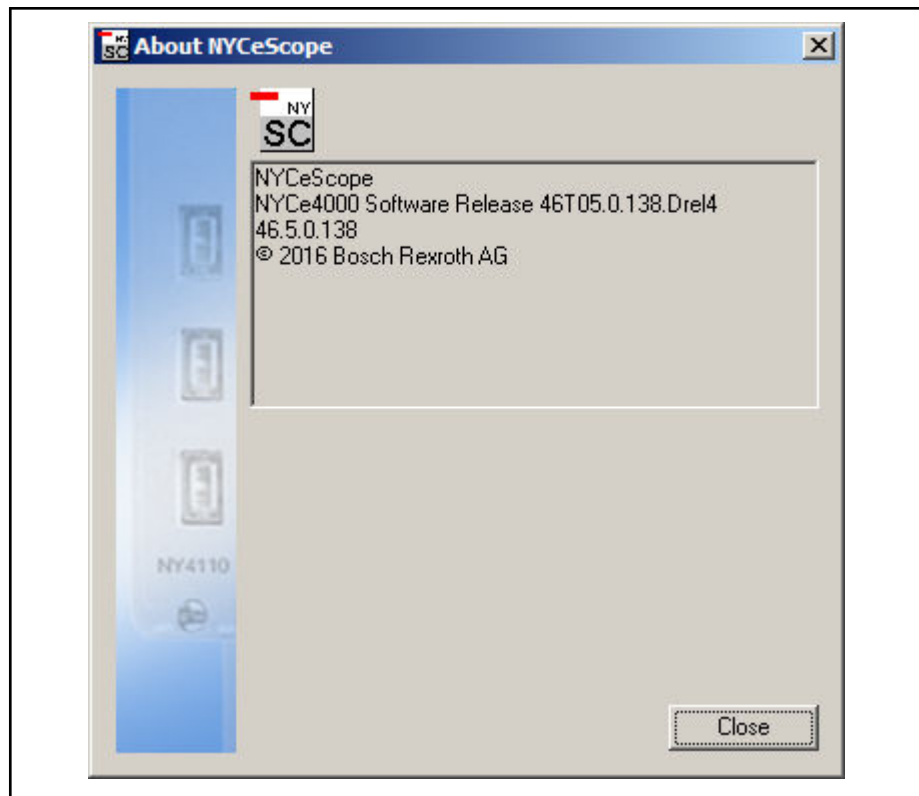 About NYCeScope
NY
SC
NYCeScope
NYCe4000 Software Release 46T05.0.138.Drel4
46.5.0.138
© 2016 Bosch Rexroth AG
NY4110
Close